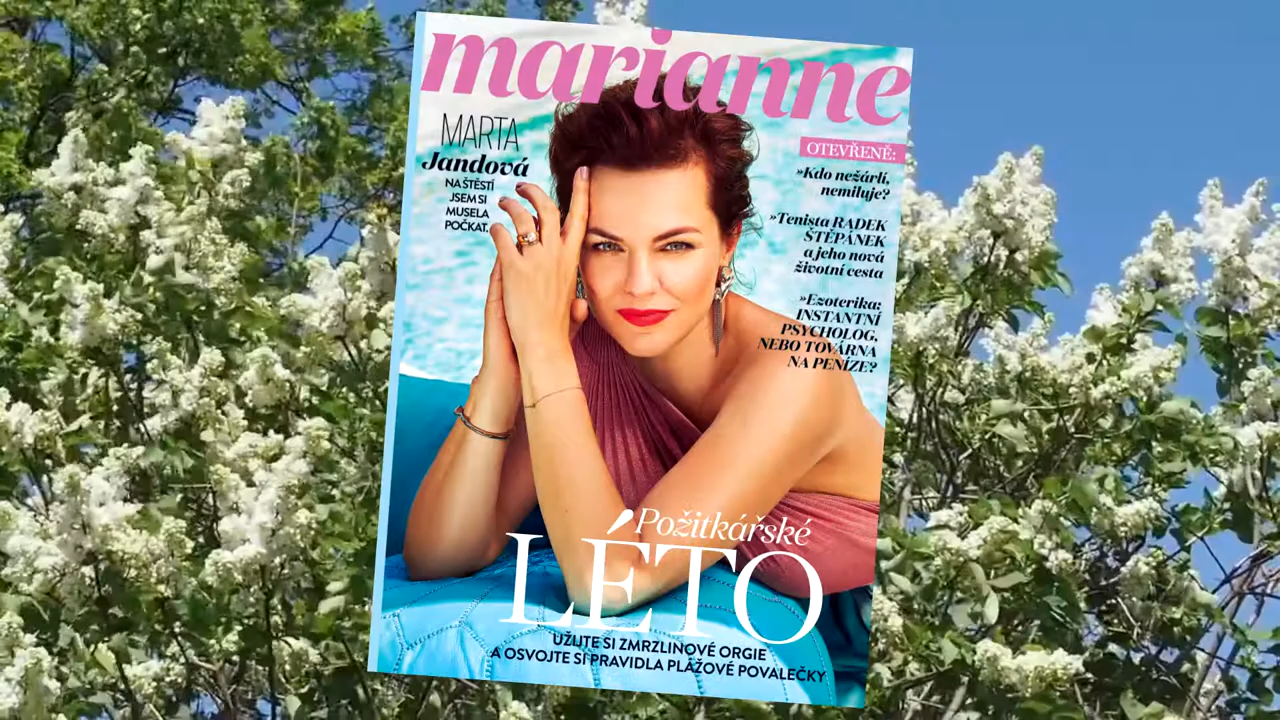 marianne
MARTA
Jandová
NA ŠTĚSTÍ
JSEM SI
MUSELA
POČKAT.
OTEVŘENĚ:
»Kdo nežárlí,
nemiluje?
»Tenista RADEK
ŠTĚPÁNEK
a jeho nová
životní cesta
»Ezoterika:
INSTANTNÍ
PSYCHOLOG,
NEBO TOVÁRNA
NA PENÍZE?
Požitkářské
LÉTO
UŽIJTE SI ZMRZLINOVÉ ORGIE
A OSVOJTE SI PRAVIDLA PLÁŽOVÉ POVALEČKY